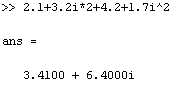 >> 2.1+3.2i*2+4.2+1.7i^2
ans =
3.4100 + 6.4000i